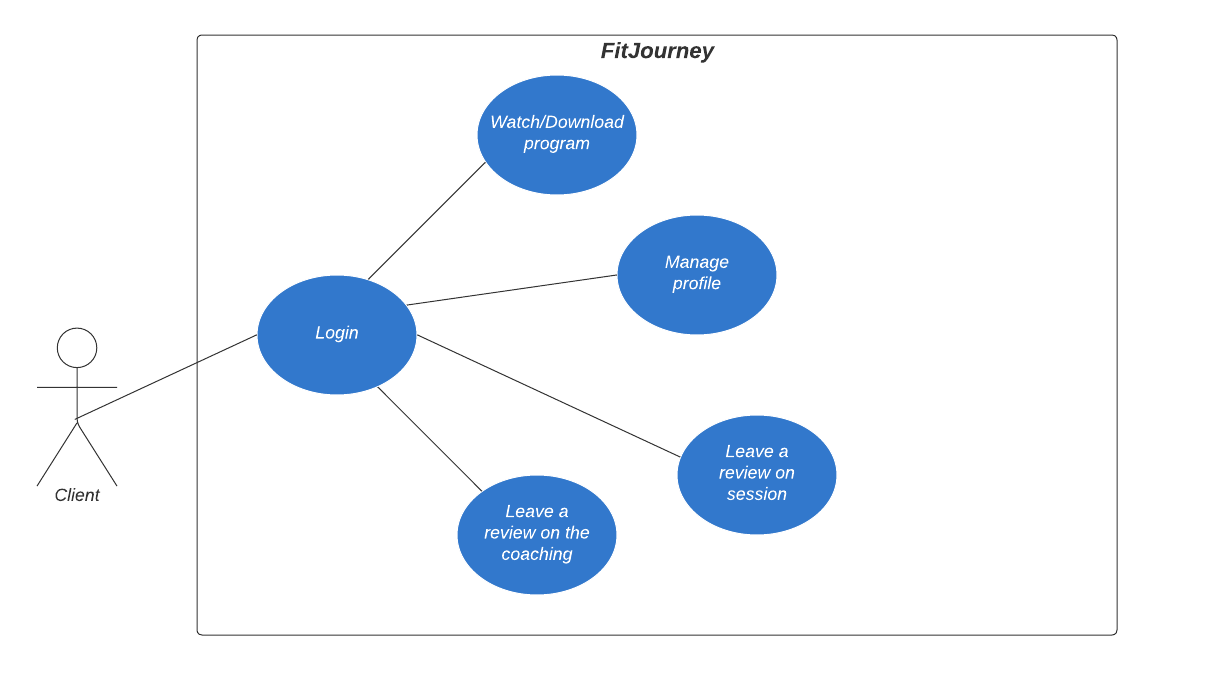 FitJourney
Watch/Download
program
Manage
profile
Login
Leave a
review on
session
Client
Leave a
review on the
coaching